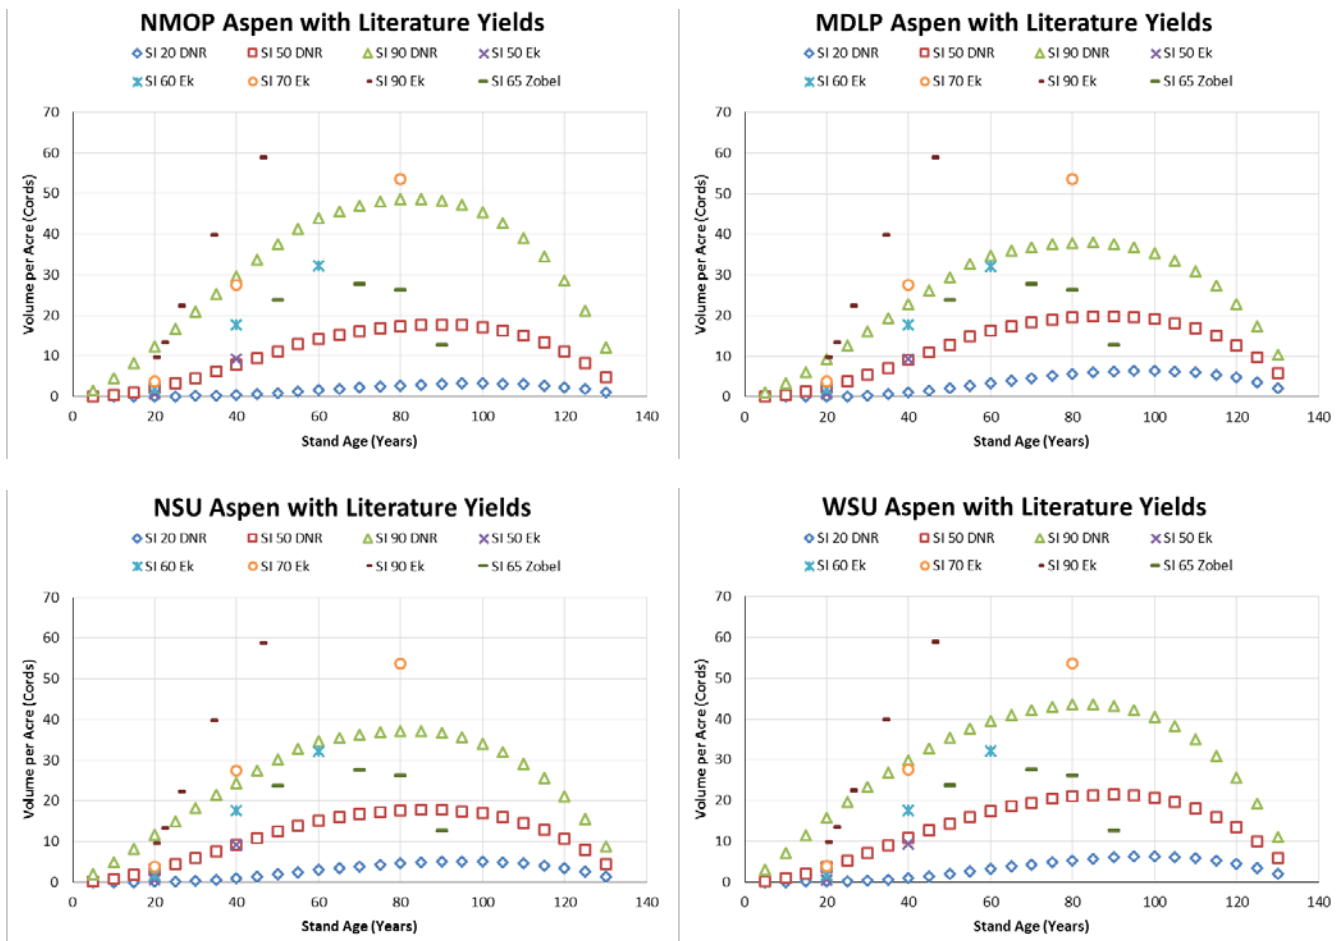 NMOP Aspen with Literature Yields
SI 20 DNR SI 50 DNR SI 90 DNR SI 50 Ek
SI 60 Ek SI 70 Ek SI 90 Ek SI 65 Zobel
70
60
50
40
30
20
10
0
Volume per Acre (Cords)
0 20 40 60 80 100 120 140
Stand Age (Years)
MDLP Aspen with Literature Yields
SI 20 DNR SI 50 DNR SI 90 DNR SI 50 Ek
SI 60 Ek SI 70 Ek SI 90 Ek SI 65 Zobel
70
60
50
40
30
20
10
0
Volume per Acre (Cords)
0 20 40 60 80 100 120 140
Stand Age (Years)
NSU Aspen with Literature Yields
SI 20 DNR SI 50 DNR SI 90 DNR SI 50 Ek
SI 60 Ek SI 70 Ek SI 90 Ek SI 65 Zobel
70
60
50
40
30
20
10
0
Volume per Acre (Cords)
0 20 40 60 80 100 120 140
Stand Age (Years)
WSU Aspen with Literature Yields
SI 20 DNR SI 50 DNR SI 90 DNR SI 50 Ek
SI 60 Ek SI 70 Ek SI 90 Ek SI 65 Zobel
70
60
50
40
30
20
10
0
Volume per Acre (Cords)
0 20 40 60 80 100 120 140
Stand Age (Years)